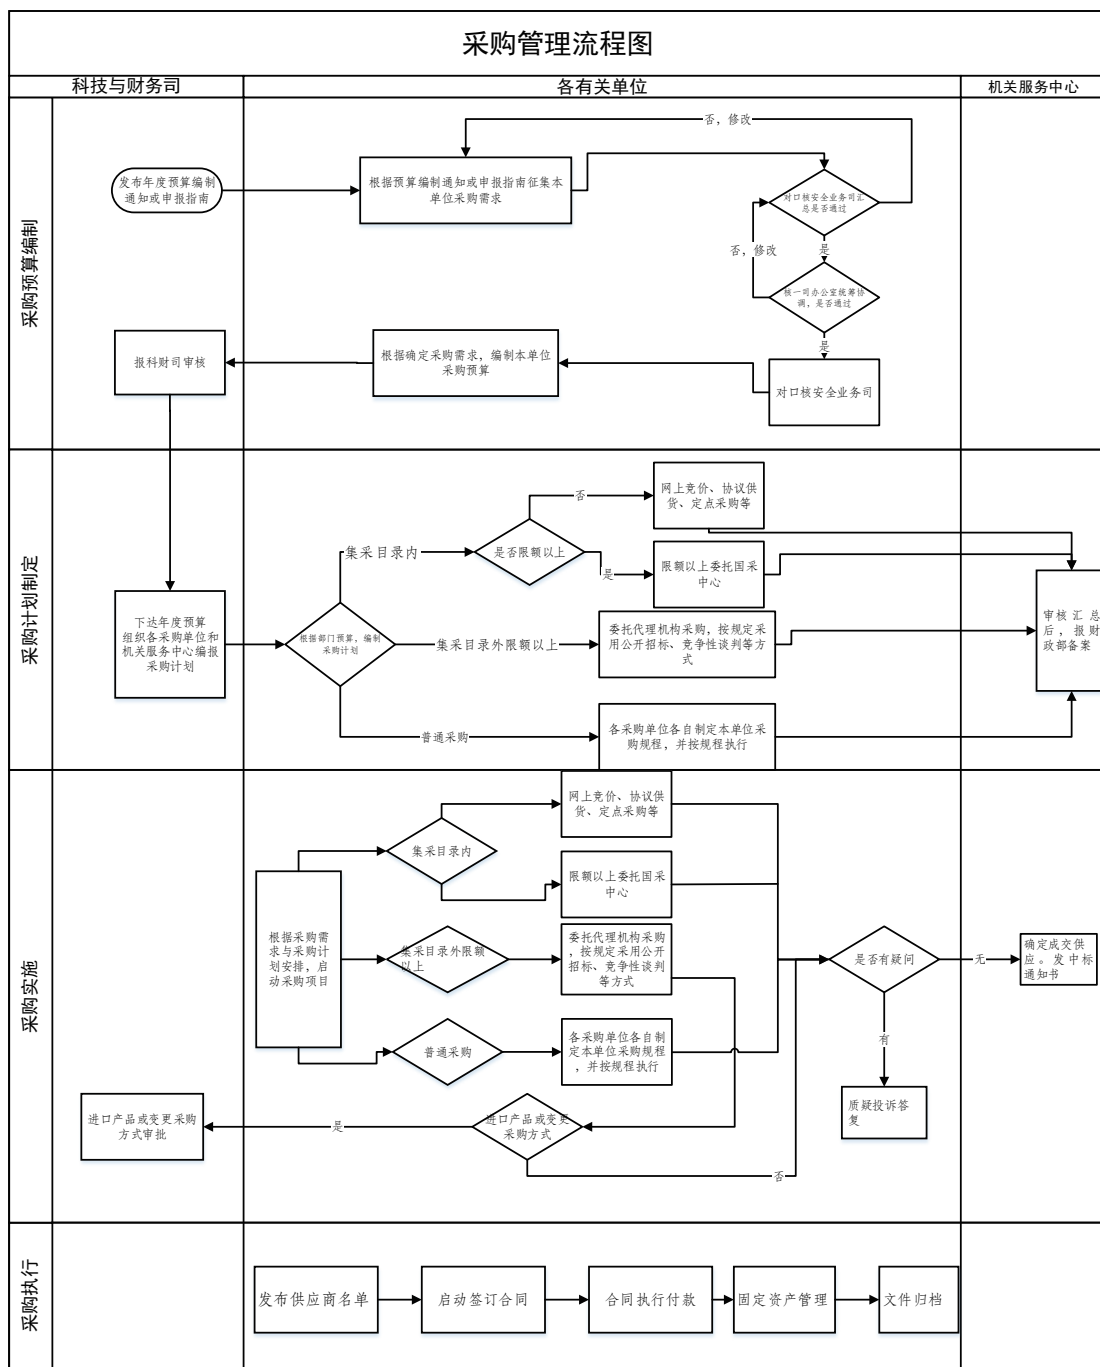 采购管理流程图
科技与财务司
各有关单位
机关服务中心
采购预算编制
否，修改
发布年度预算编制
通知或申报指南
根据预算编制通知或申报指南征集本
单位采购需求
对口核安全业务司汇
总是否通过
否，修改
是
核一司办公室统筹协
调，是否通过
是
报科财司审核
根据确定采购需求，编制本单位
采购预算
对口核安全业务司
采购计划制定
网上竞价、协议供
货、定点采购等
否
集采目录内
是否限额以上
是
限额以上委托国采
中心
下达年度预算
组织各采购单位和
机关服务中心编报
采购计划
根据部门预算，编制
采购计划
集采目录外限额以上
委托代理机构采购，按规定采
用公开招标、竞争性谈判等方
式
审核汇总
后，报财
政部备案
普通采购
各采购单位各自制定本单位采
购规程，并按规程执行
采购实施
网上竞价、协议供
货、定点采购等
集采目录内
限额以上委托国采
中心
根据采购需
求与采购计
划安排，启
动采购项目
集采目录外限额
以上
委托代理机构采购
，按规定采用公开
招标、竞争性谈判
等方式
是否有疑问
无
确定成交供
应。发中标
通知书
普通采购
各采购单位各自制
定本单位采购规程
，并按规程执行
有
质疑投诉答
复
进口产品或变更采购
方式审批
是
进口产品或变更
采购方式
否
采购执行
发布供应商名单
启动签订合同
合同执行付款
固定资产管理
文件归档